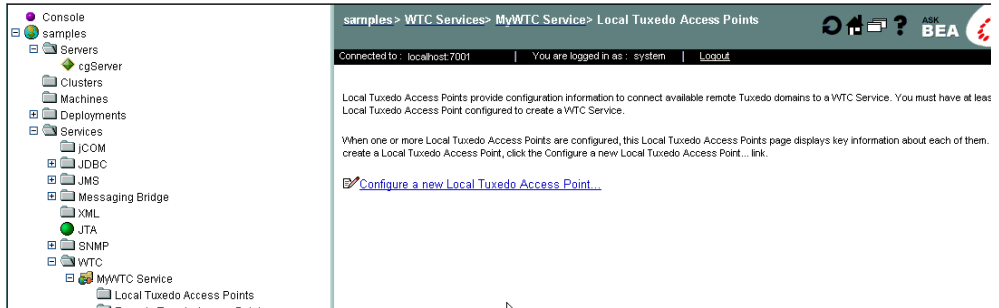 Console
samples
Servers
cgServer
Clusters
Machines
Deployments
Services
jCOM
JDBC
JMS
Messaging Bridge
XML
JTA
SNMP
WTC
MyWTC Service
Local Tuxedo Access Points
samples> WTC Services> MyWTC Service> Local Tuxedo Access Points
? ASK
BEA
Connected to : localhost:7001 | You are logged in as : system | Logout
Local Tuxedo Access Points provide configuration information to connect available remote Tuxedo domains to a WTC Service. You must have at leas
Local Tuxedo Access Point configured to create a WTC Service.
When one or more Local Tuxedo Access Points are configured, this Local Tuxedo Access Points page displays key information about each of them.
create a Local Tuxedo Access Point, click the Configure a new Local Tuxedo Access Point... link.
Configure a new Local Tuxedo Access Point...